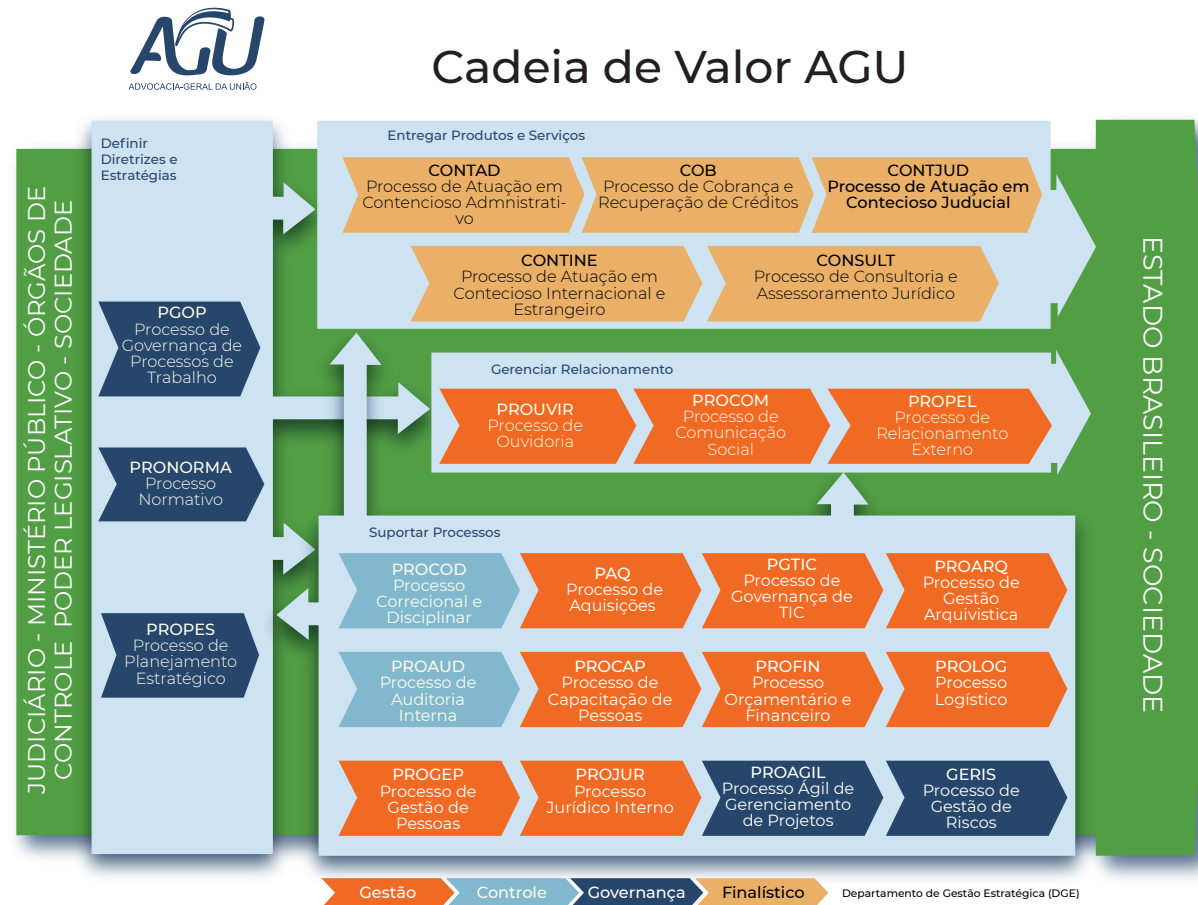 AGU
ADVOCACIA-GERAL DA UNIÃO
Cadeia de Valor AGU
JUDICIÁRIO - MINISTÉRIO PÚBLICO - ÓRGÃOS DE
CONTROLE PODER LEGISLATIVO - SOCIEDADE
Definir
Diretrizes e
Estratégias
PGOP
Processo de
Governança de
Processos de
Trabalho
PRONORMA
Processo
Normativo
PROPES
Processo de
Planejamento
Estratégico
Entregar Produtos e Serviços
CONTAD
Processo de Atuação em
Contencioso Admnistrati-
vo
COB
Processo de Cobrança e
Recuperação de Créditos
CONTJUD
Processo de Atuação em
Contecioso Juducial
CONTINE
Processo de Atuação em
Contecioso Internacional e
Estrangeiro
CONSULT
Processo de Consultoria e
Assessoramento Jurídico
Gerenciar Relacionamento
PROUVIR
Processo de
Ouvidoria
PROCOM
Processo de
Comunicação
Social
PROPEL
Processo de
Relacionamento
Externo
Suportar Processos
PROCOD
Processo
Correcional e
Disciplinar
PAQ
Processo de
Aquisições
PGTIC
Processo de
Governança de
TIC
PROARQ
Processo de
Gestão
Arquivistica
PROAUD
Processo de
Auditoria
Interna
PROCAP
Processo de
Capacitação de
Pessoas
PROFIN
Processo
Orçamentário e
Financeiro
PROLOG
Processo
Logístico
PROGEP
Processo de
Gestão de
Pessoas
PROJUR
Processo
Jurídico Interno
PROAGIL
Processo Ágil de
Gerenciamento
de Projetos
GERIS
Processo de
Gestão de
Riscos
ESTADO BRASILEIRO - SOCIEDADE
Gestão
Controle
Governança
Finalístico
Departamento de Gestão Estratégica (DGE)